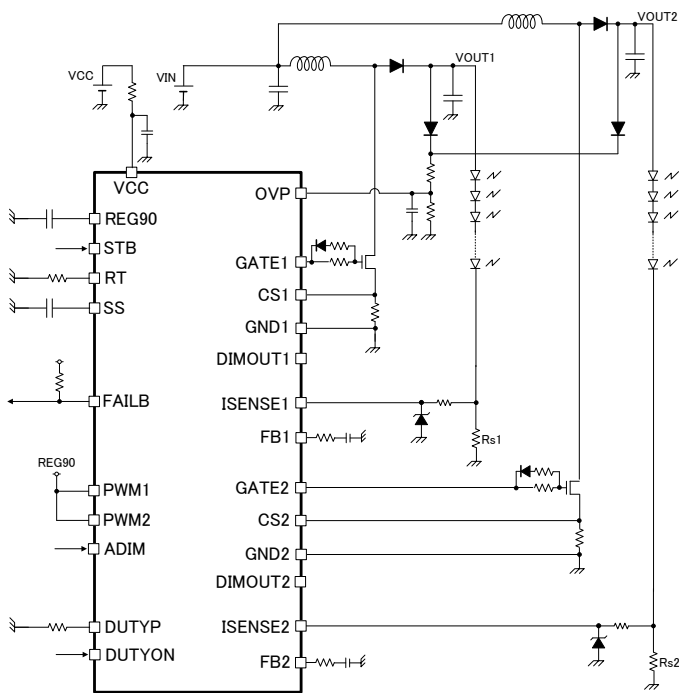 VOUT2
VOUT1
VCC
VIN
VCC
OVP
REG90
STB
GATE1
RT
CS1
SS
GND1
DIMOUT1
FAILB
ISENSE1
FB1
Rs1
REG90
PWM1
GATE2
PWM2
CS2
ADIM
GND2
DIMOUT2
DUTYP
ISENSE2
DUTYON
FB2
Rs2